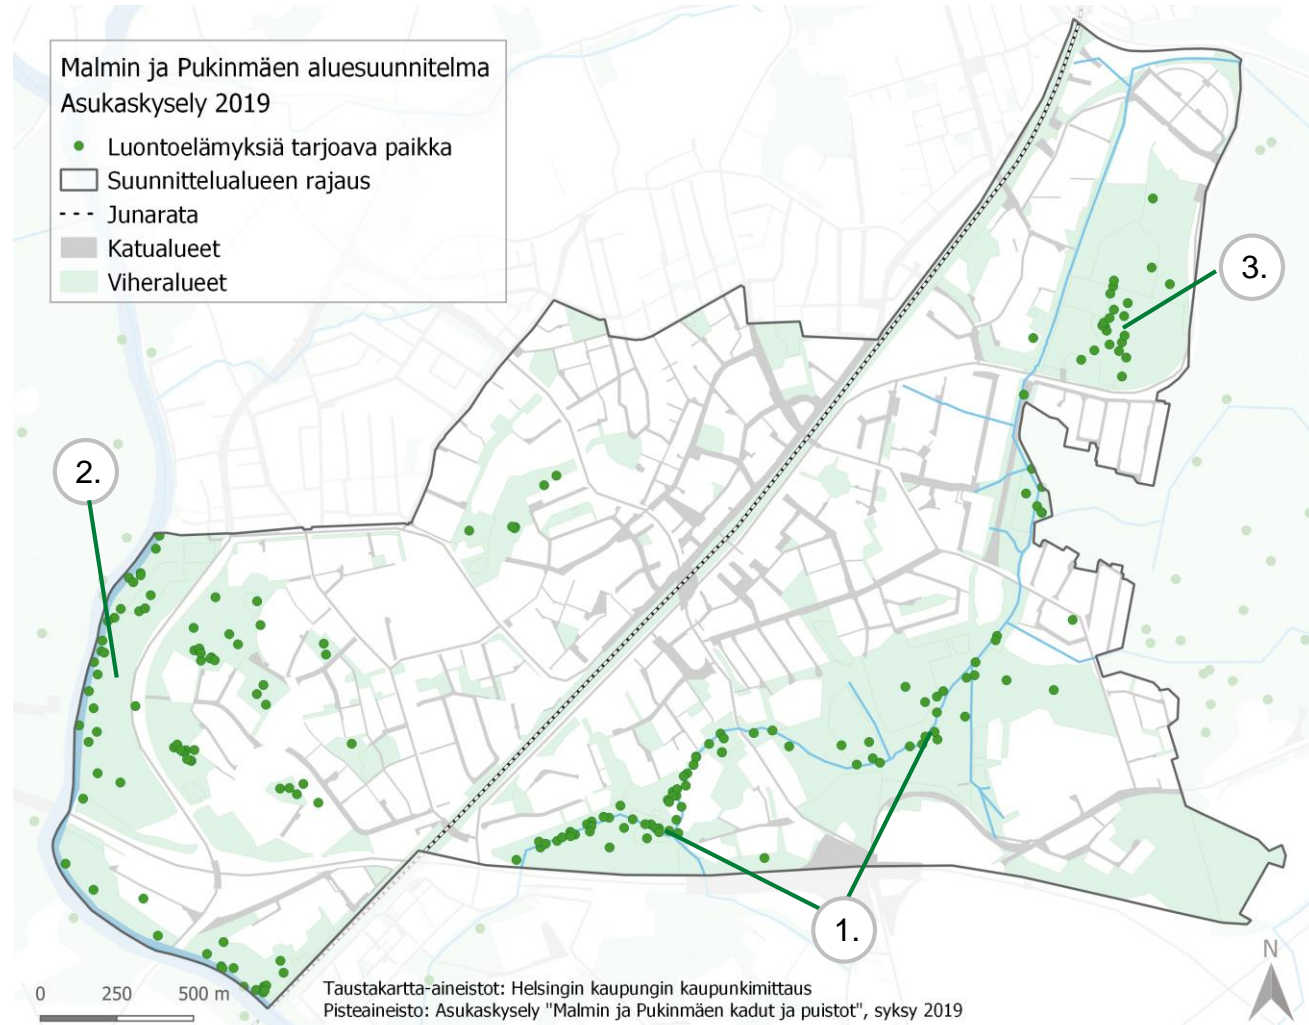 Malmin ja Pukinmäen aluesuunnitelma
Asukaskysely 2019
Luontoelämyksiä tarjoava paikka
Suunnittelualueen rajaus
Junarata
Katualueet
Viheralueet
3.
2.
1.
N
0 250 500 m
Taustakartta-aineistot: Helsingin kaupungin kaupunkimittaus
Pisteaineisto: Asukaskysely "Malmin ja Pukinmäen kadut ja puistot", syksy 2019